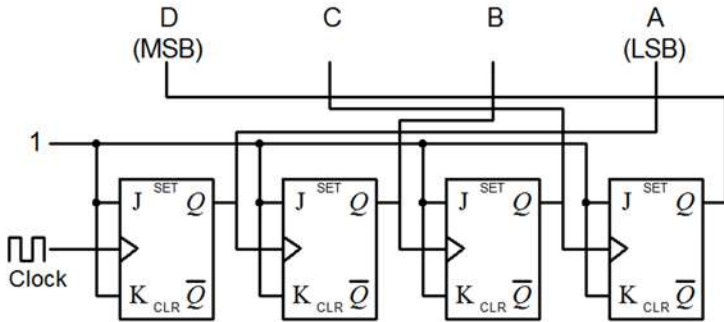 D C B A
(MSB) (LSB)
1
SET SET SET SET
J Q J Q J Q J Q
Clock
K CLR Q̅ K CLR Q̅ K CLR Q̅ K CLR Q̅